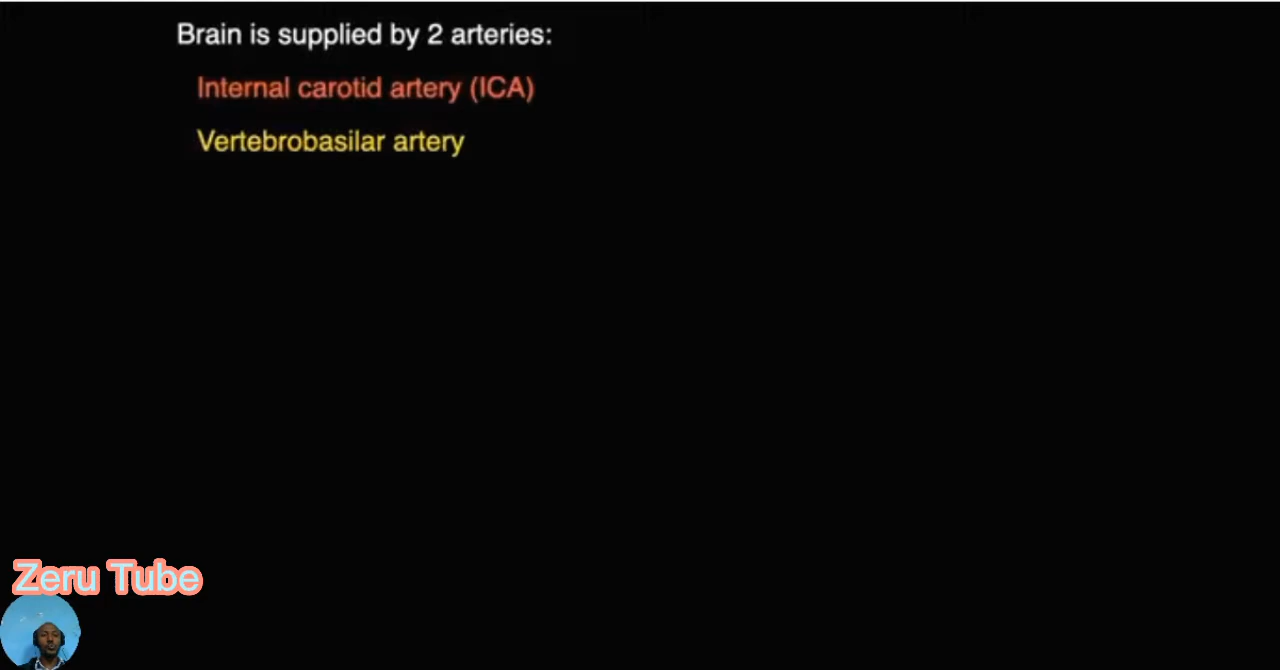 Brain is supplied by 2 arteries:
Internal carotid artery (ICA)
Vertebrobasilar artery
Zeru Tube